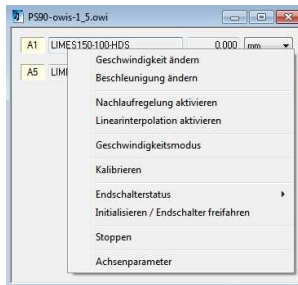 PS90-owis-1_5.owi
A1 LIMES150-100-HDS 0.000 mm
Geschwindigkeit ändern
A5 LIM
Beschleunigung ändern
Nachlaufregelung aktivieren
Linearinterpolation aktivieren
Geschwindigkeitsmodus
Kalibrieren
Endschalterstatus
Initialisieren / Endschalter freifahren
Stoppen
Achsenparameter